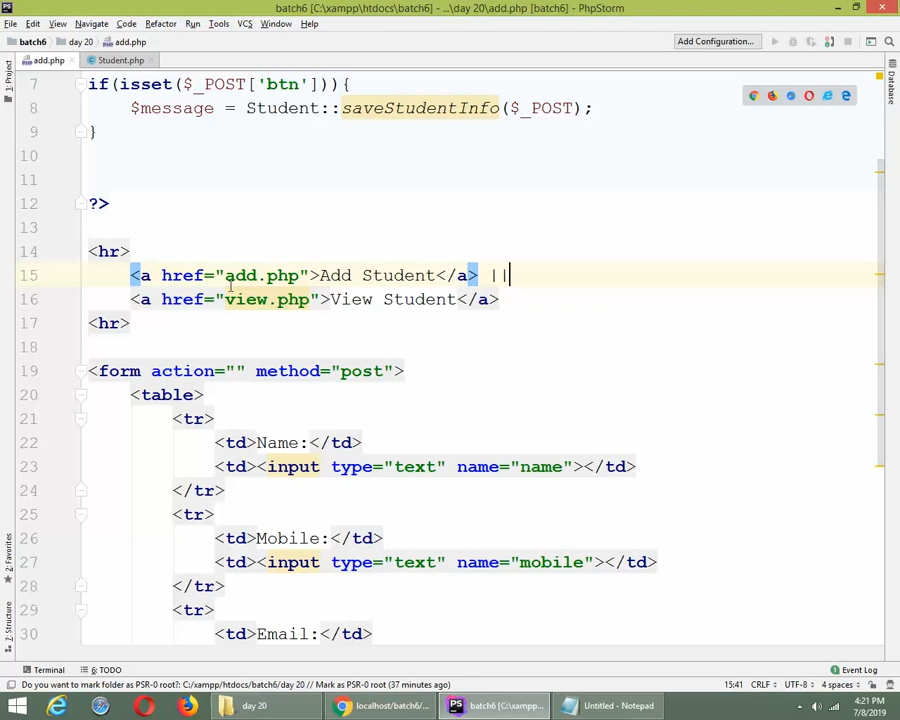 batch6 [C:\xampp\htdocs\batch6] - ...\day 20\add.php [batch6] - PhpStorm
File Edit View Navigate Code Refactor Run Tools VCS Window Help
batch6 day 20 add.php Add Configuration...
add.php Student.php
1: Project
Database
7 if(isset($_POST['btn'])){
8 $message = Student::saveStudentInfo($_POST);
9 }
10
11
12 ?>
13
14 <hr>
15 <a href="add.php">Add Student</a> ||
16 <a href="view.php">View Student</a>
17 <hr>
18
19 <form action="" method="post">
20 <table>
21 <tr>
22 <td>Name:</td>
23 <td><input type="text" name="name"></td>
24 </tr>
25 <tr>
26 <td>Mobile:</td>
27 <td><input type="text" name="mobile"></td>
28 </tr>
29 <tr>
30 <td>Email:</td>
2: Favorites
7: Structure
Terminal 6: TODO Event Log
Do you want to mark folder as PSR-0 root?: C:/xampp/htdocs/batch6/day 20 // Mark as PSR-0 root (37 minutes ago) 15:41 CRLF UTF-8 4 spaces
day 20 localhost/batch6/... batch6 [C:\xampp\... Untitled - Notepad
4:21 PM
7/8/2019